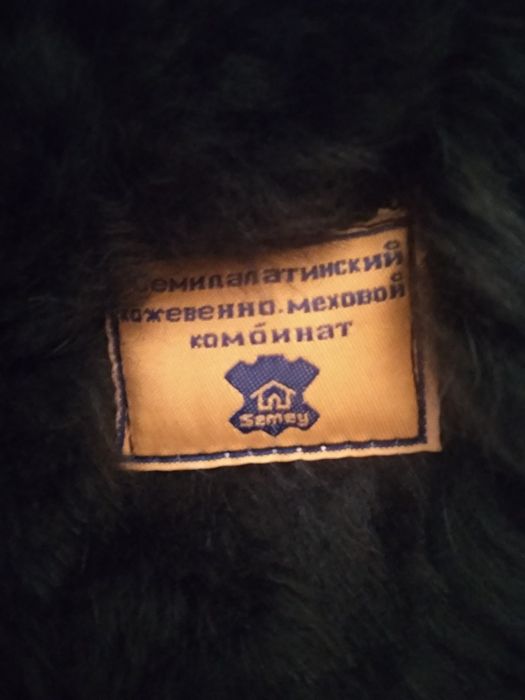 Семипалатинский
кожевенно-меховой
комбинат
Semey